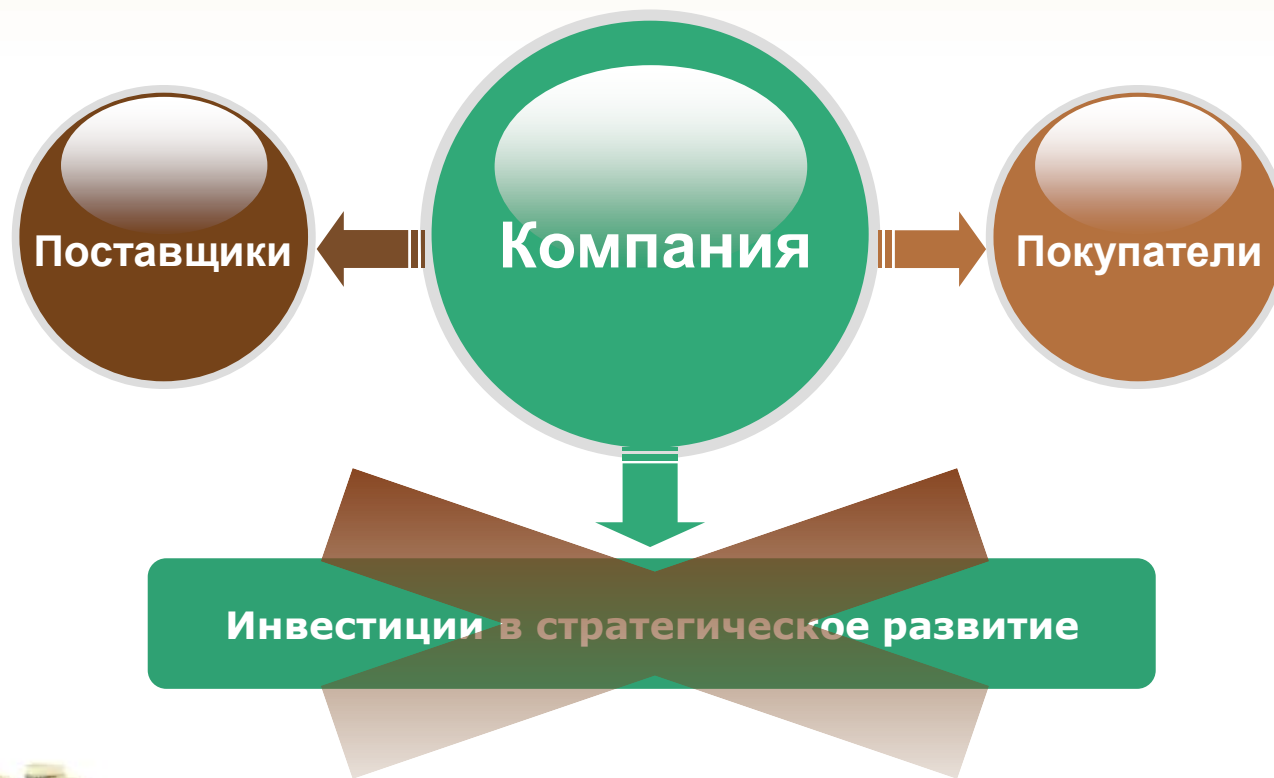 Поставщики
Компания
Покупатели
Инвестиции в стратегическое развитие